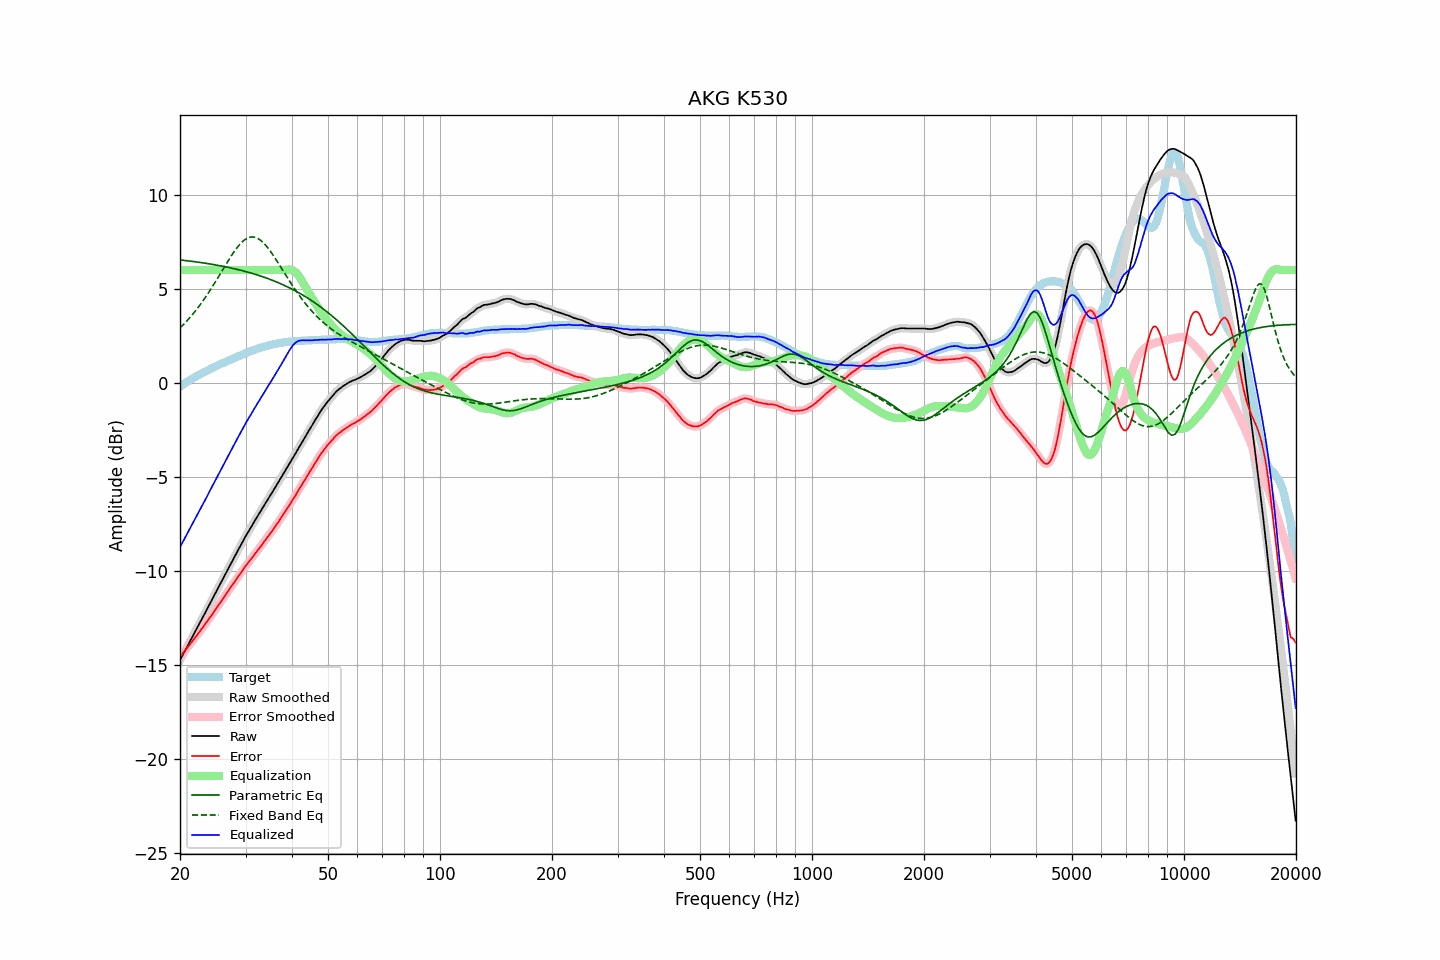 AKG K530
Amplitude (dBr)
10
5
0
−5
−10
−15
−20
−25
Target
Raw Smoothed
Error Smoothed
Raw
Error
Equalization
Parametric Eq
Fixed Band Eq
Equalized
20 50 100 200 500 1000 2000 5000 10000 20000
Frequency (Hz)